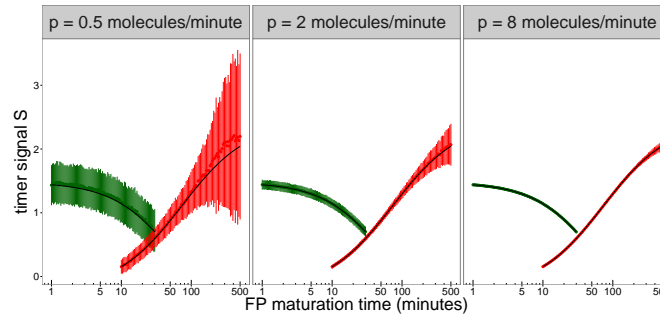 p = 0.5 molecules/minute p = 2 molecules/minute p = 8 molecules/minute
timer signal S
3
2
1
0
1 5 10 50 100 500 1 5 10 50 100 500 1 5 10 50 100
FP maturation time (minutes)